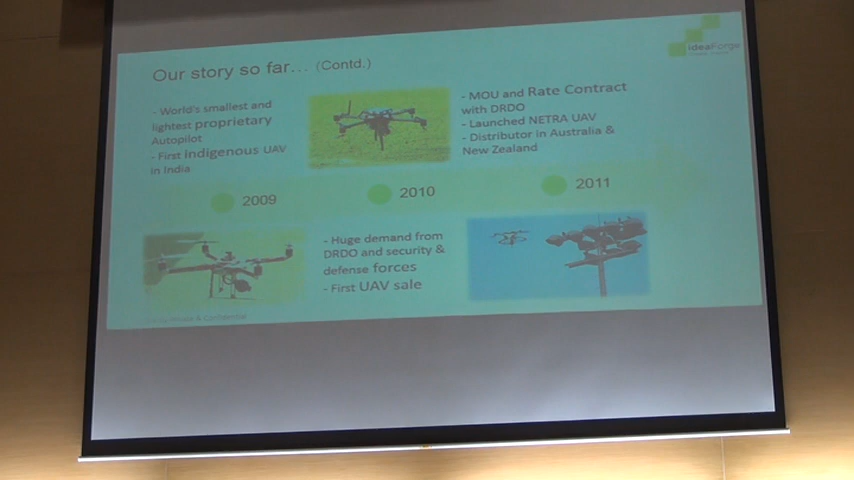 Our story so far... (Contd.)
ideaForge
- World's smallest and
lightest proprietary
Autopilot
- First Indigenous UAV
in India
- MOU and Rate Contract
with DRDO
- Launched NETRA UAV
- Distributor in Australia &
New Zealand
2009
2010
2011
- Huge demand from
DRDO and security &
defense forces
- First UAV sale
Private & Confidential